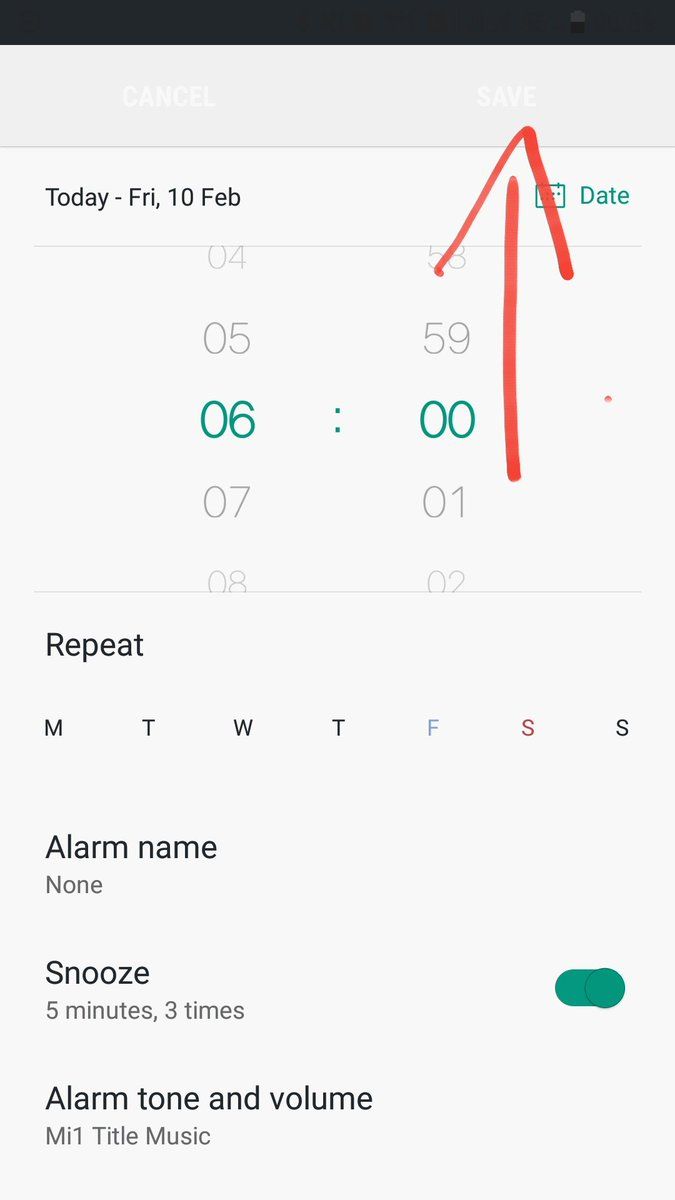 CANCEL SAVE
Today - Fri, 10 Feb Date
04 58
05 59
06 : 00
07 01
08 02
Repeat
M T W T F S S
Alarm name
None
Snooze
5 minutes, 3 times
Alarm tone and volume
Mi1 Title Music